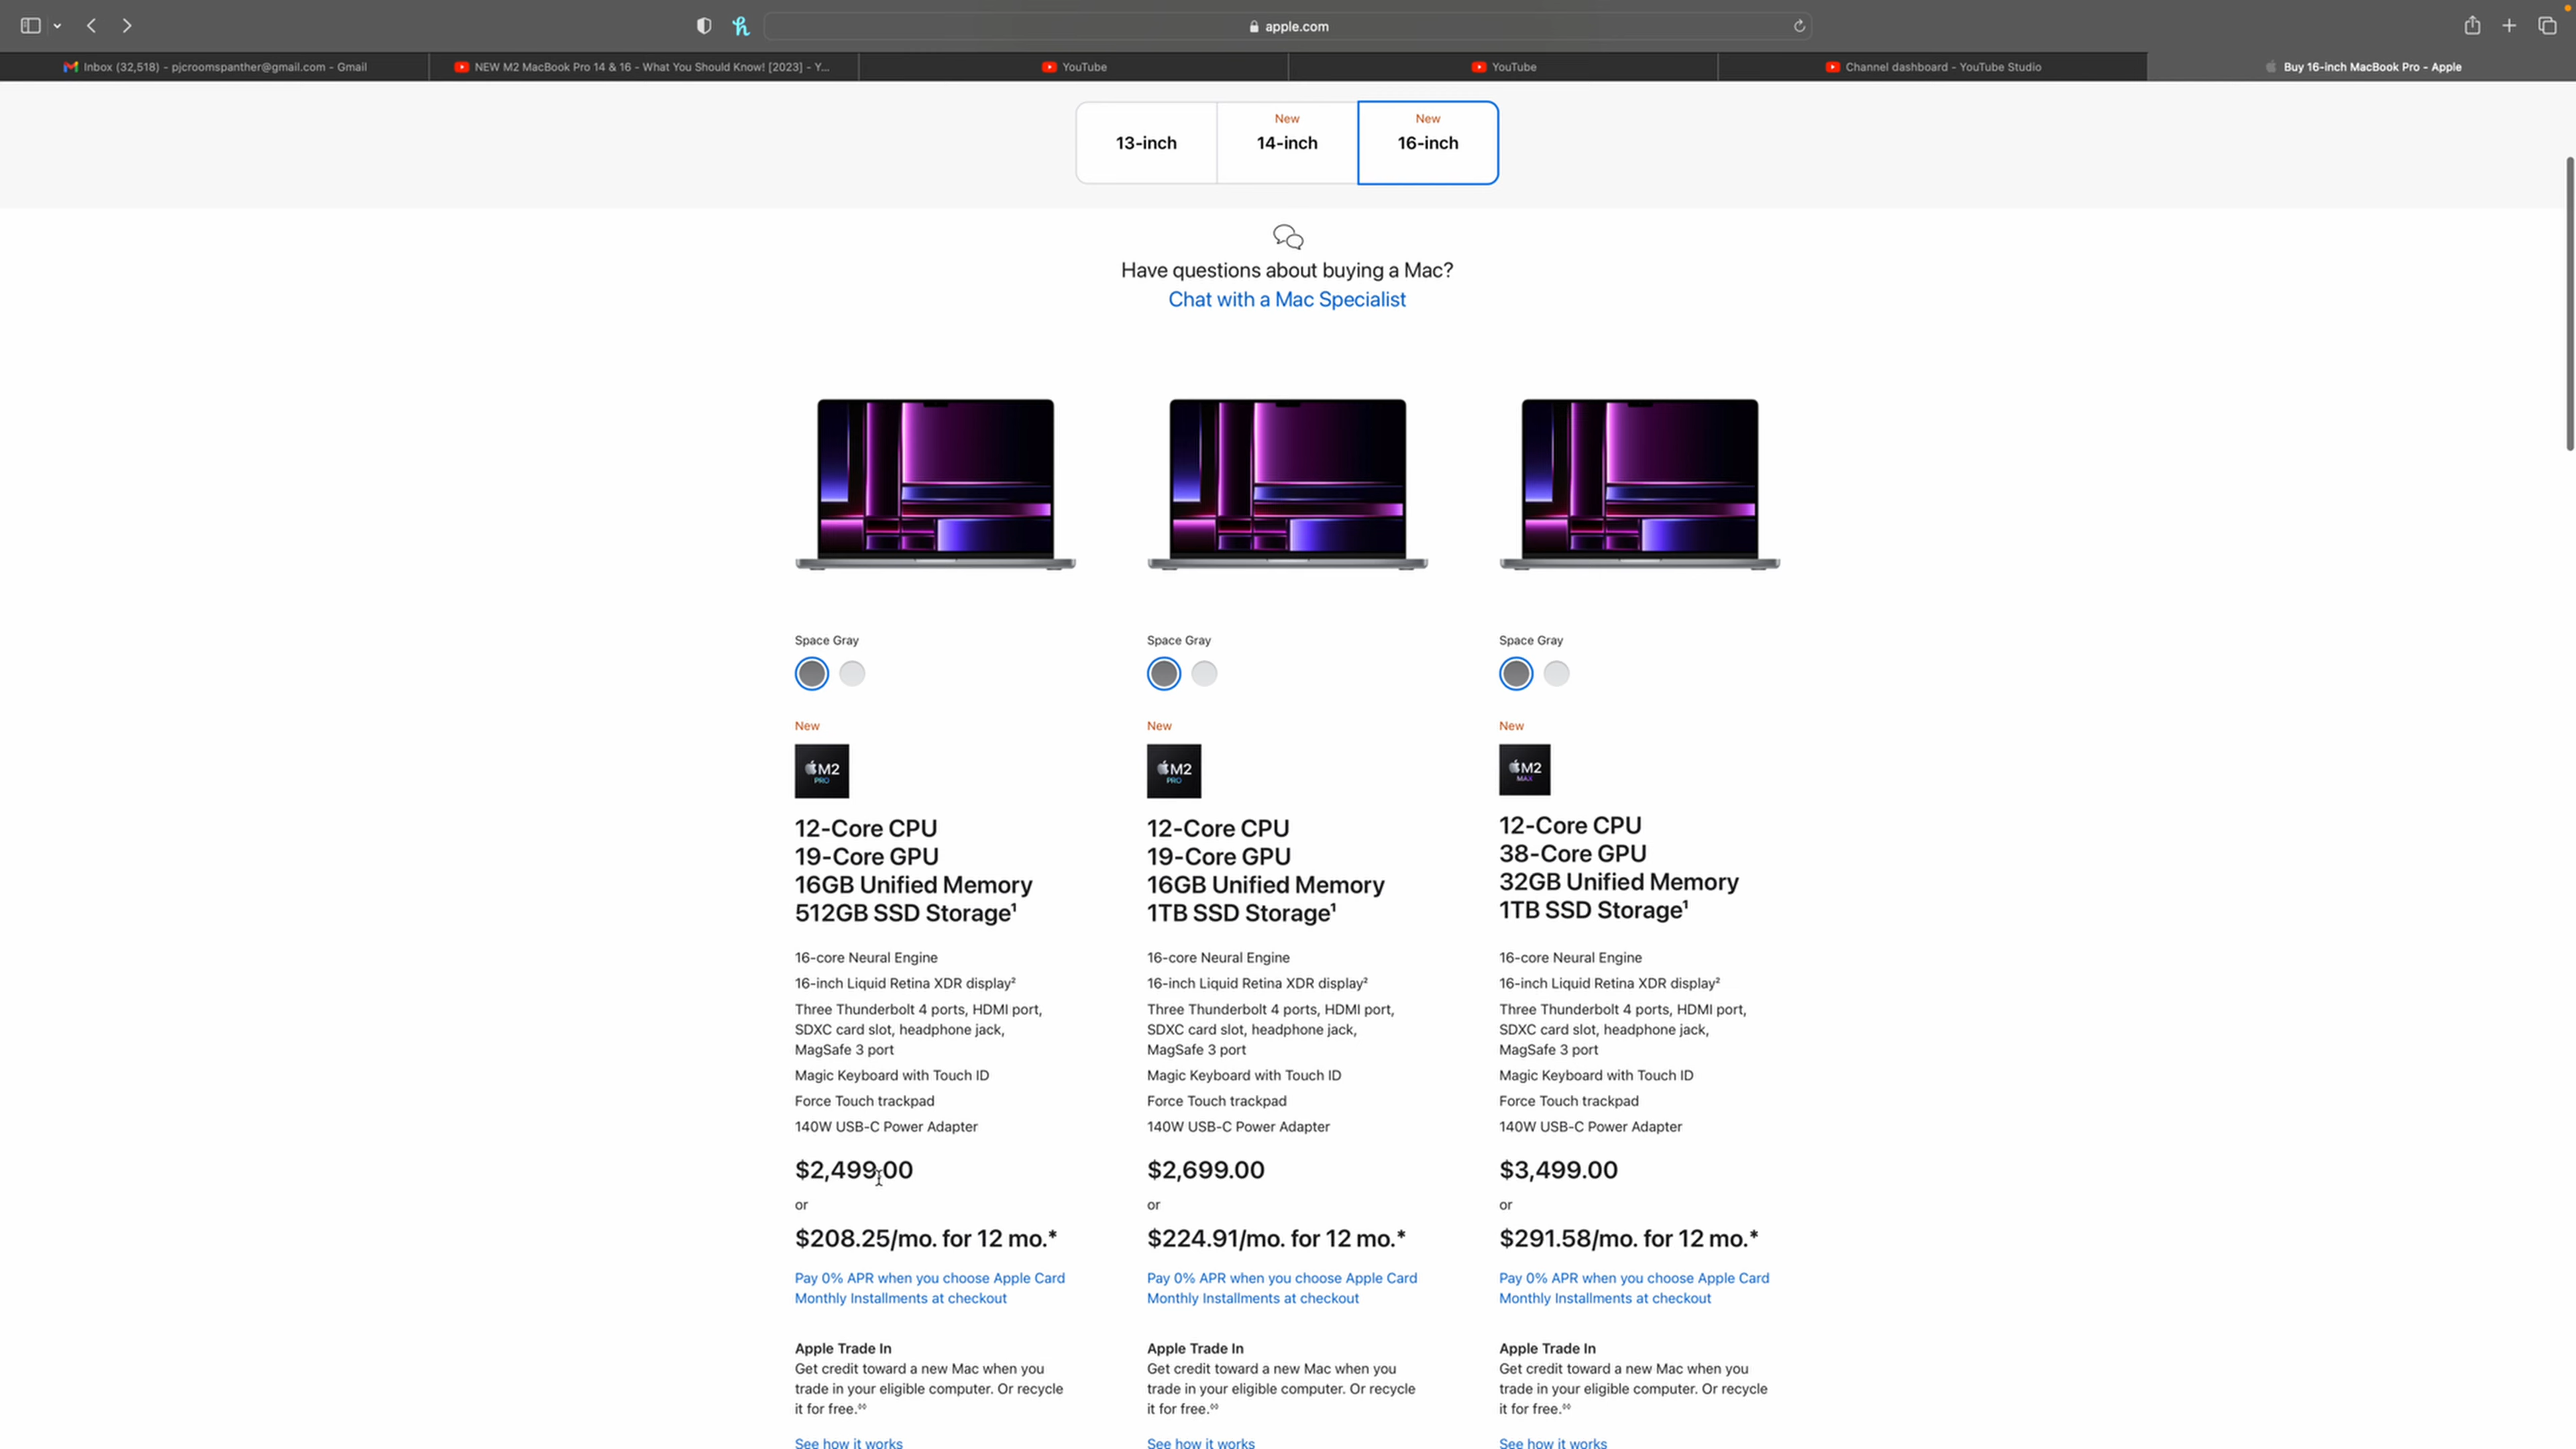 apple.com
Inbox (32,518) - pjcroomspanther@gmail.com - Gmail
NEW M2 MacBook Pro 14 & 16 - What You Should Know! [2023] - Y...
YouTube
YouTube
Channel dashboard - YouTube Studio
Buy 16-inch MacBook Pro - Apple
13-inch
New
14-inch
New
16-inch
Have questions about buying a Mac?
Chat with a Mac Specialist
Space Gray
New
M2
PRO
12-Core CPU
19-Core GPU
16GB Unified Memory
512GB SSD Storage¹
16-core Neural Engine
16-inch Liquid Retina XDR display²
Three Thunderbolt 4 ports, HDMI port,
SDXC card slot, headphone jack,
MagSafe 3 port
Magic Keyboard with Touch ID
Force Touch trackpad
140W USB-C Power Adapter
$2,499.00
or
$208.25/mo. for 12 mo.*
Pay 0% APR when you choose Apple Card
Monthly Installments at checkout
Apple Trade In
Get credit toward a new Mac when you
trade in your eligible computer. Or recycle
it for free.◊◊
See how it works
Space Gray
New
M2
PRO
12-Core CPU
19-Core GPU
16GB Unified Memory
1TB SSD Storage¹
16-core Neural Engine
16-inch Liquid Retina XDR display²
Three Thunderbolt 4 ports, HDMI port,
SDXC card slot, headphone jack,
MagSafe 3 port
Magic Keyboard with Touch ID
Force Touch trackpad
140W USB-C Power Adapter
$2,699.00
or
$224.91/mo. for 12 mo.*
Pay 0% APR when you choose Apple Card
Monthly Installments at checkout
Apple Trade In
Get credit toward a new Mac when you
trade in your eligible computer. Or recycle
it for free.◊◊
See how it works
Space Gray
New
M2
MAX
12-Core CPU
38-Core GPU
32GB Unified Memory
1TB SSD Storage¹
16-core Neural Engine
16-inch Liquid Retina XDR display²
Three Thunderbolt 4 ports, HDMI port,
SDXC card slot, headphone jack,
MagSafe 3 port
Magic Keyboard with Touch ID
Force Touch trackpad
140W USB-C Power Adapter
$3,499.00
or
$291.58/mo. for 12 mo.*
Pay 0% APR when you choose Apple Card
Monthly Installments at checkout
Apple Trade In
Get credit toward a new Mac when you
trade in your eligible computer. Or recycle
it for free.◊◊
See how it works